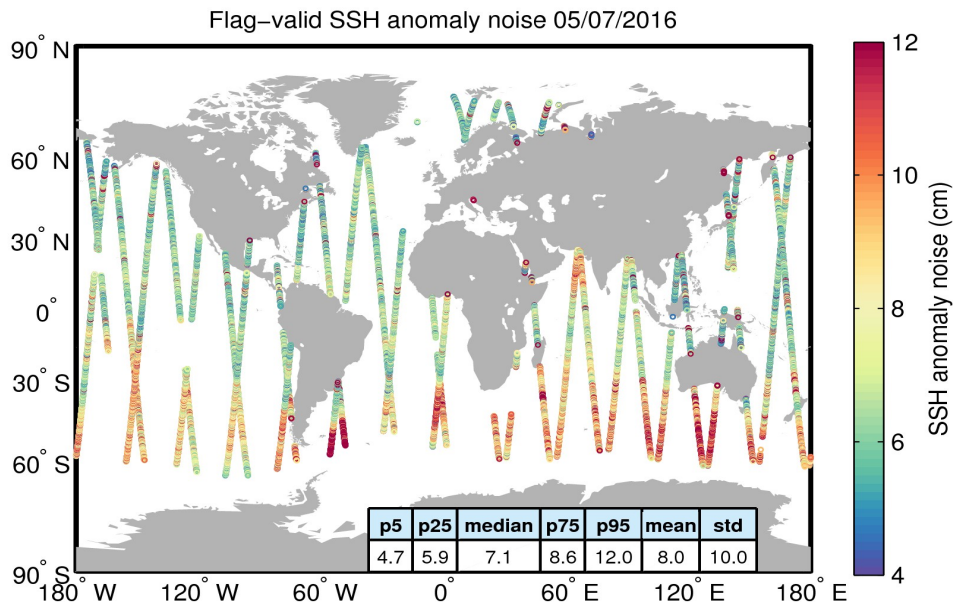 Flag−valid SSH anomaly noise 05/07/2016
90° N
60° N
30° N
0°
30° S
60° S
90° S
180° W
120° W
60° W
0°
60° E
120° E
180° E
p5 p25 median p75 p95 mean std
4.7 5.9 7.1 8.6 12.0 8.0 10.0
12
10
8
6
4
SSH anomaly noise (cm)